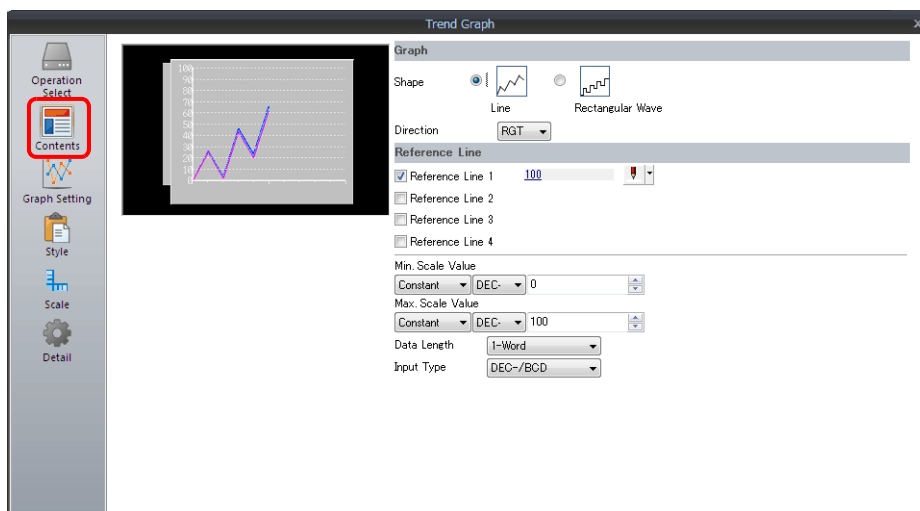 Trend Graph
x
Operation
Select
Contents
Graph Setting
Style
Scale
Detail
100
90
80
70
60
50
40
30
20
10
0
Graph
Shape
Line
Rectangular Wave
Direction
RGT
Reference Line
Reference Line 1
100
Reference Line 2
Reference Line 3
Reference Line 4
Min. Scale Value
Constant DEC- 0
Max. Scale Value
Constant DEC- 100
Data Length 1-Word
Input Type DEC-/BCD